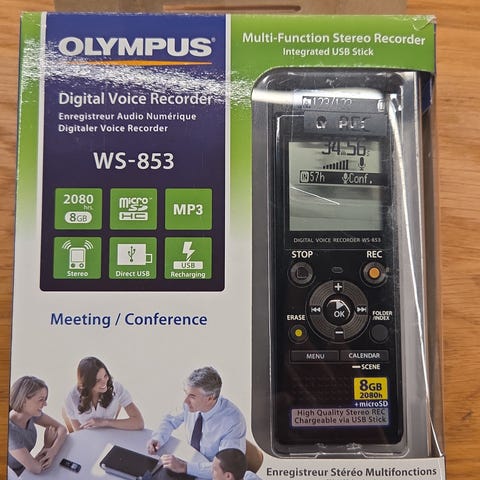 OLYMPUS®
Multi-Function Stereo Recorder
Integrated USB Stick
Digital Voice Recorder
Enregistreur Audio Numérique
Digitaler Voice Recorder
WS-853
2080
hrs.
8GB
micro
SD
HC
MP3
Stereo
Direct USB
USB
Recharging
Meeting / Conference
34:56
57h
Conf.
DIGITAL VOICE RECORDER WS-853
STOP
REC
OK
ERASE
FOLDER
/INDEX
MENU
CALENDAR
SCENE
8GB
2080h
+microSD
High Quality Stereo REC
Chargeable via USB Stick
Enregistreur Stéréo Multifonctions